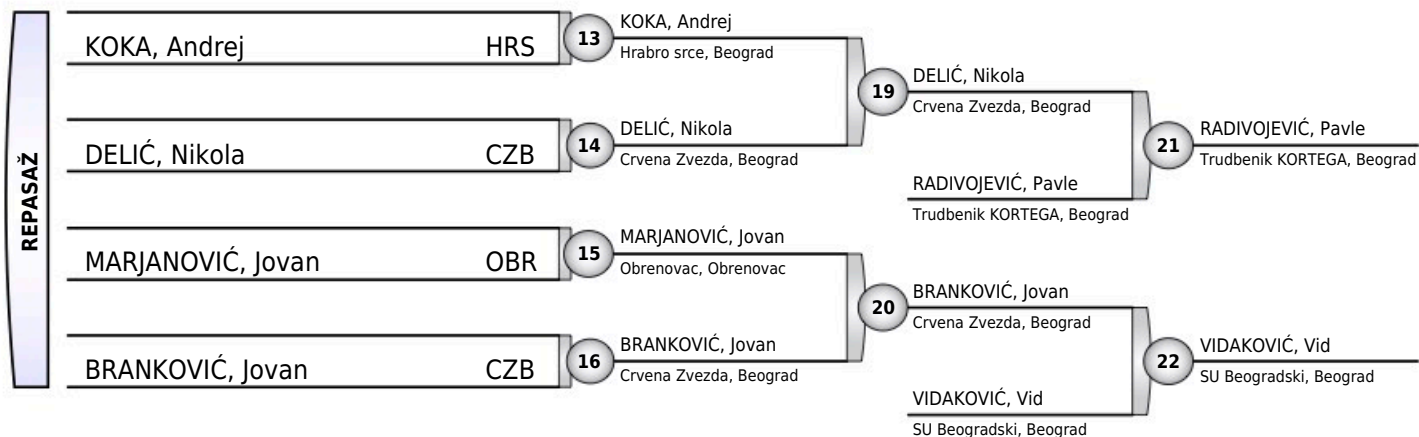 REPASAŽ
KOKA, Andrej HRS
DELIĆ, Nikola CZB
MARJANOVIĆ, Jovan OBR
BRANKOVIĆ, Jovan CZB
13
KOKA, Andrej
Hrabro srce, Beograd
14
DELIĆ, Nikola
Crvena Zvezda, Beograd
15
MARJANOVIĆ, Jovan
Obrenovac, Obrenovac
16
BRANKOVIĆ, Jovan
Crvena Zvezda, Beograd
19
DELIĆ, Nikola
Crvena Zvezda, Beograd
RADIVOJEVIĆ, Pavle
Trudbenik KORTEGA, Beograd
20
BRANKOVIĆ, Jovan
Crvena Zvezda, Beograd
VIDAKOVIĆ, Vid
SU Beogradski, Beograd
21
RADIVOJEVIĆ, Pavle
Trudbenik KORTEGA, Beograd
22
VIDAKOVIĆ, Vid
SU Beogradski, Beograd